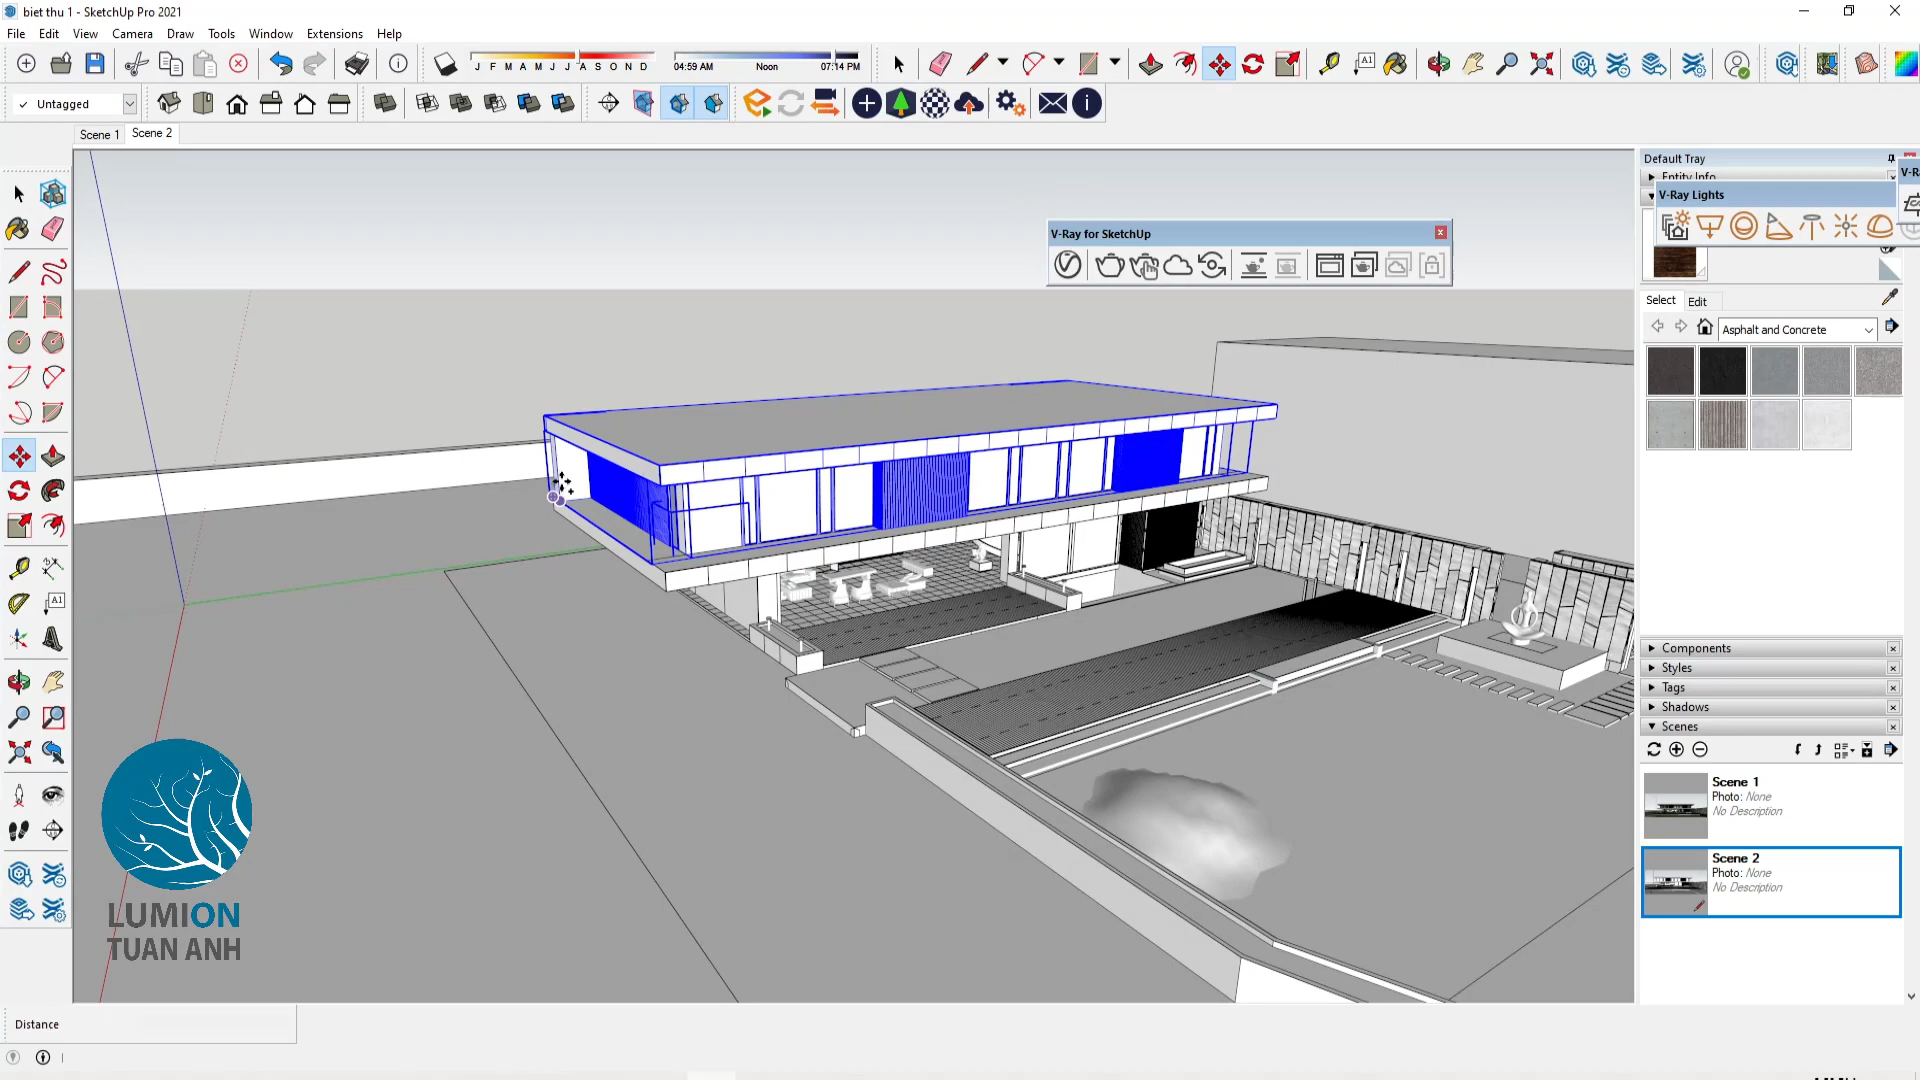 biet thu 1 - SketchUp Pro 2021
File Edit View Camera Draw Tools Window Extensions Help
J F M A M J J A S O N D
04:59 AM Noon 07:14 PM
Untagged
Scene 1 Scene 2
Default Tray
Entity Info
V-Ray Lights
V-Ray for SketchUp
Select Edit
Asphalt and Concrete
A1
Components
Styles
Tags
Shadows
Scenes
Scene 1
Photo: None
No Description
Scene 2
Photo: None
No Description
LUMION
TUAN ANH
Distance